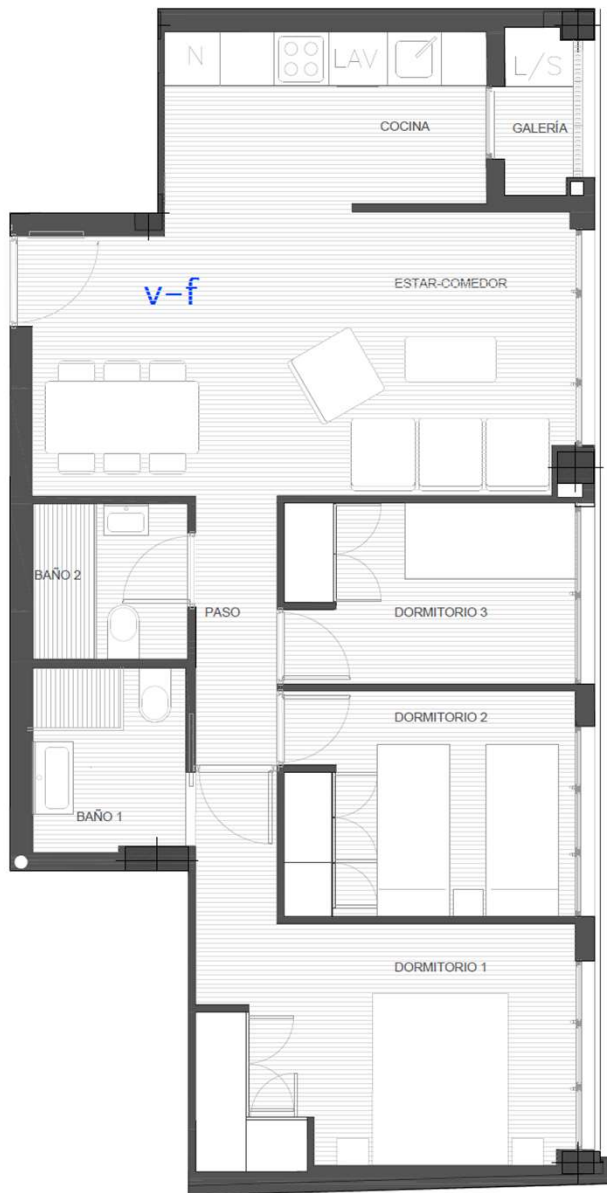 N
LAV
L/S
COCINA
GALERÍA
ESTAR-COMEDOR
v-f
BAÑO 2
PASO
DORMITORIO 3
DORMITORIO 2
BAÑO 1
DORMITORIO 1